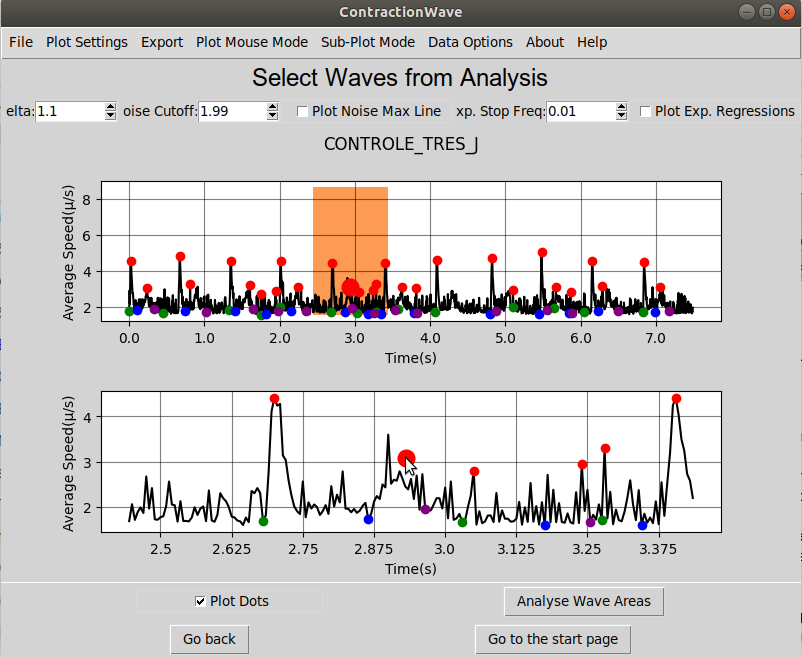 ContractionWave
File Plot Settings Export Plot Mouse Mode Sub-Plot Mode Data Options About Help
Select Waves from Analysis
elta: 1.1 oise Cutoff: 1.99 Plot Noise Max Line xp. Stop Freq: 0.01 Plot Exp. Regressions
CONTROLE_TRES_J
Average Speed(μ/s)
8
6
4
2
0.0 1.0 2.0 3.0 4.0 5.0 6.0 7.0
Time(s)
Average Speed(μ/s)
4
3
2
2.5 2.625 2.75 2.875 3.0 3.125 3.25 3.375
Time(s)
Plot Dots Analyse Wave Areas
Go back Go to the start page